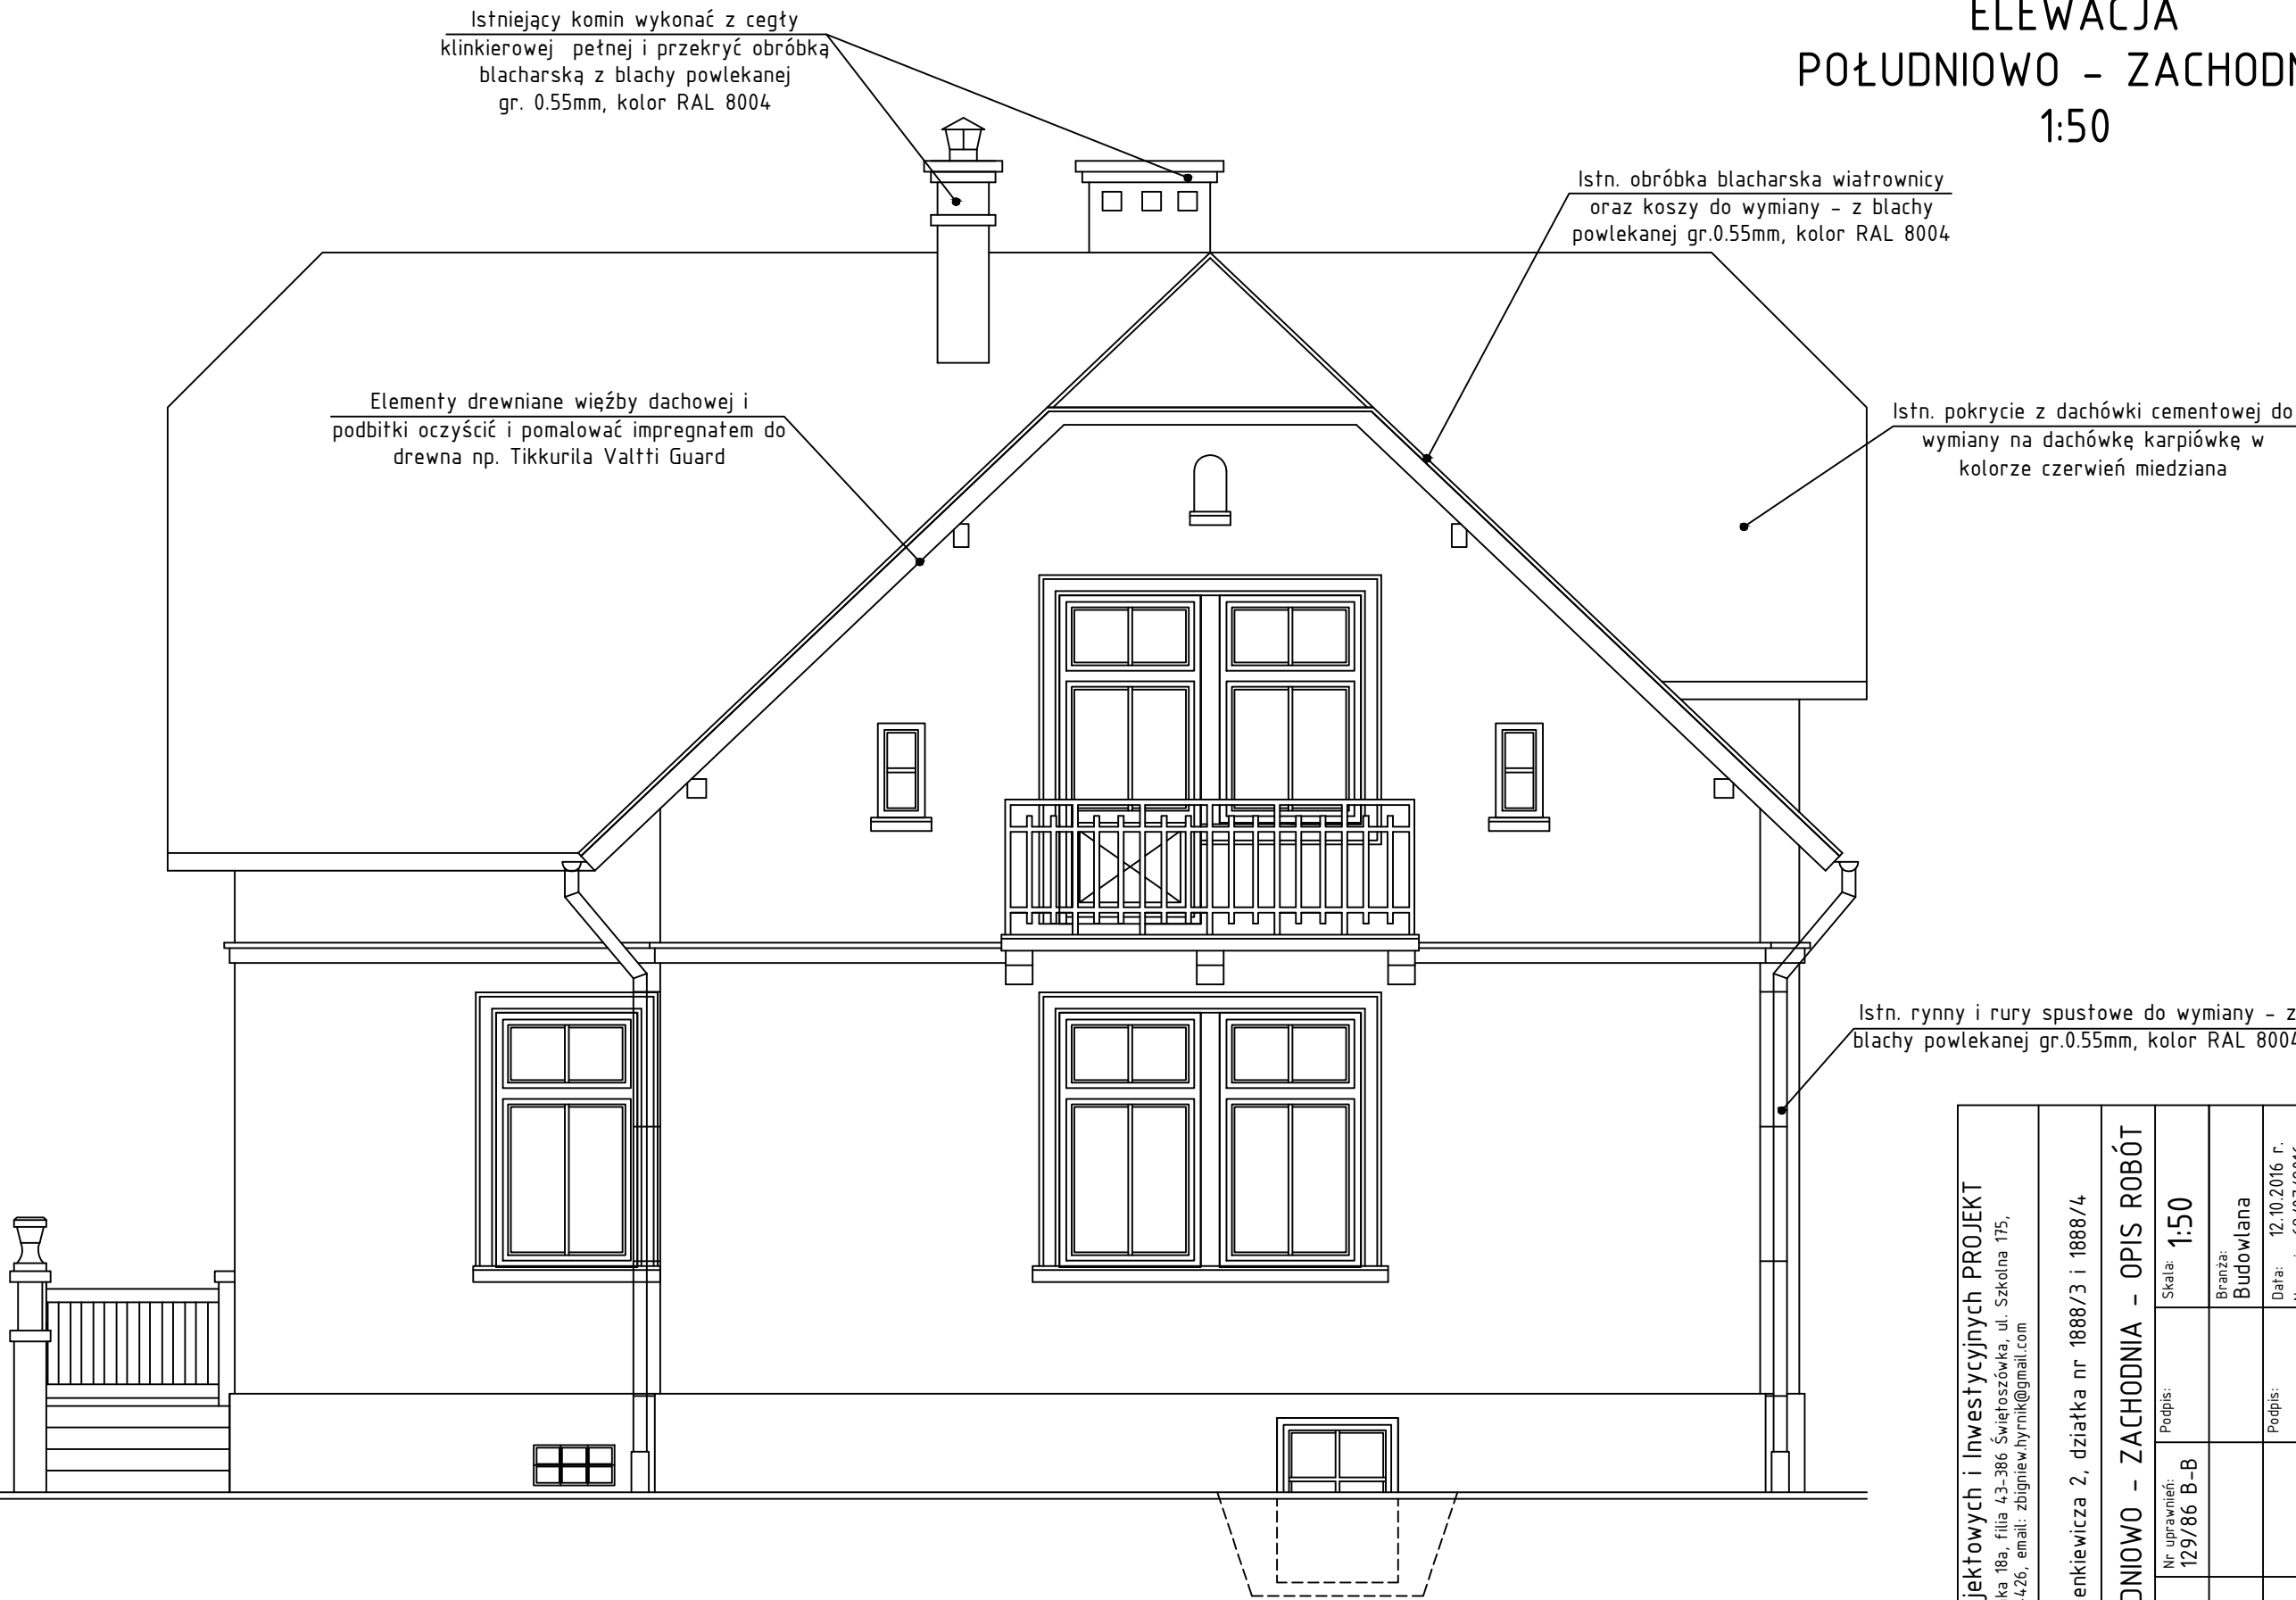 ELEWACJA
POŁUDNIOWO - ZACHODN
1:50
Istniejący komin wykonać z cegły
klinkierowej pełnej i przekryć obróbką
blacharską z blachy powlekanej
gr. 0.55mm, kolor RAL 8004
Istn. obróbka blacharska wiatrownicy
oraz koszy do wymiany - z blachy
powlekanej gr.0.55mm, kolor RAL 8004
Elementy drewniane więźby dachowej i
podbitki oczyścić i pomalować impregnatem do
drewna np. Tikkurila Valtti Guard
Istn. pokrycie z dachówki cementowej do
wymiany na dachówkę karpiówkę w
kolorze czerwień miedziana
Istn. rynny i rury spustowe do wymiany - z
blachy powlekanej gr.0.55mm, kolor RAL 8004
jektowych i Inwestycyjnych PROJEKT
ka 18a, filia 43-386 Świętoszówka, ul. Szkolna 175,
426, email: zbigniew.hyrnik@gmail.com
enkiewicza 2, działka nr 1888/3 i 1888/4
DNIOWO - ZACHODNIA - OPIS ROBÓT
Nr uprawnień:
129/86 B-B
Podpis:
Skala: 1:50
Branża:
Budowlana
Podpis:
Data: 12.10.2016 r.